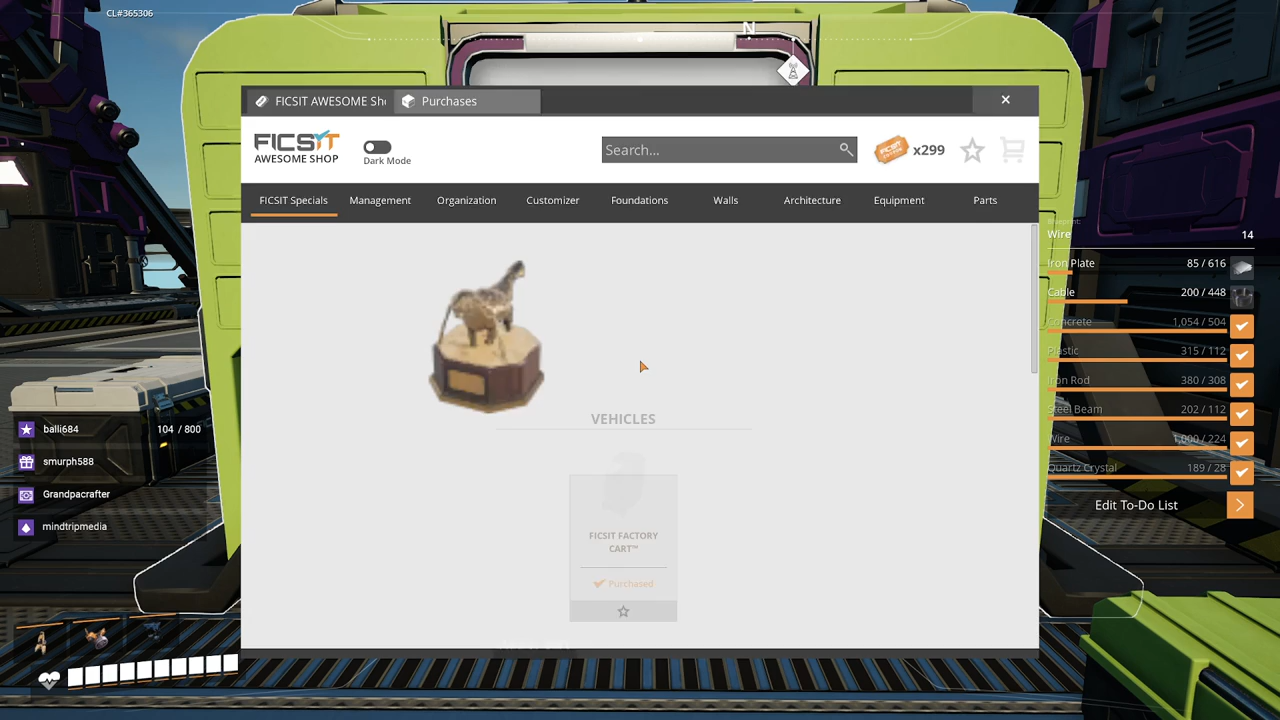 CL#365306
N
FICSIT AWESOME Sh
Purchases
FICSIT
AWESOME SHOP
Dark Mode
Search...
x299
FICSIT Specials
Management
Organization
Customizer
Foundations
Walls
Architecture
Equipment
Parts
VEHICLES
FICSIT FACTORY
CART™
Purchased
balli684 104 / 800
smurph588
Grandpacrafter
mindtripmedia
Wire 14
Iron Plate 85 / 616
Cable 200 / 448
Concrete 1,054 / 504
Plastic 315 / 112
Iron Rod 380 / 308
Steel Beam 202 / 112
Wire 1,000 / 224
Quartz Crystal 189 / 28
Edit To-Do List